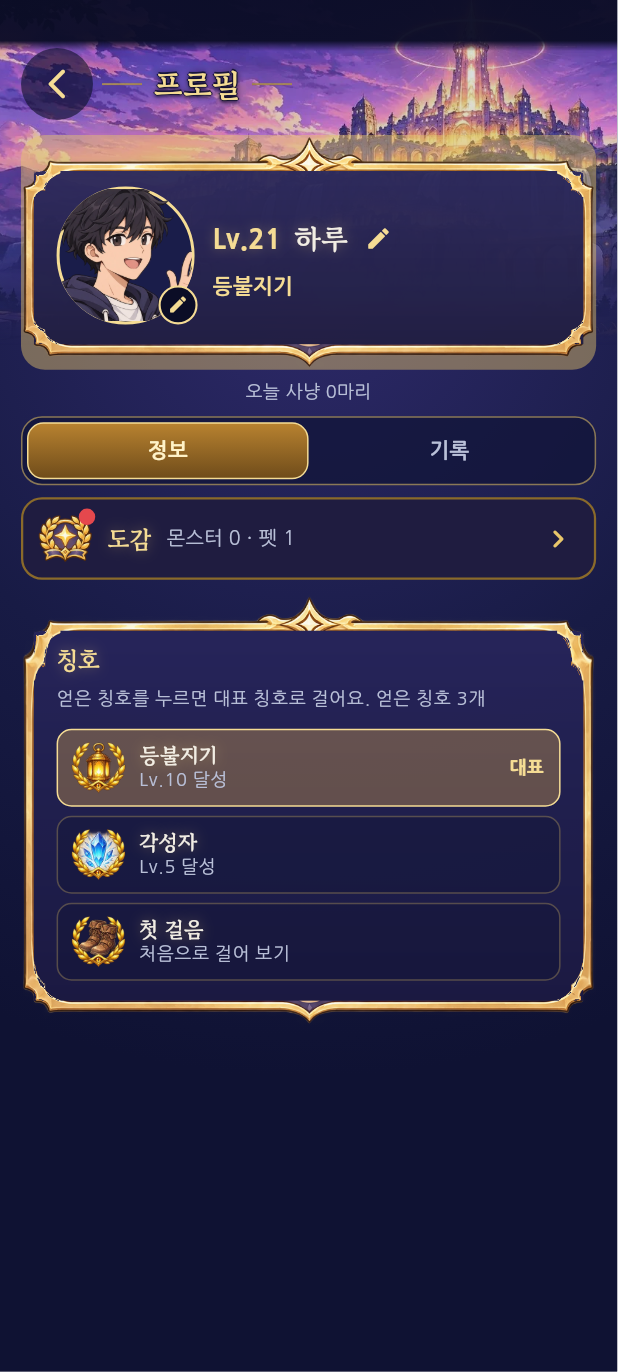 프로필
Lv.21 하루
등불지기
오늘 사냥 0마리
정보 기록
도감 몬스터 0 · 펫 1
칭호
얻은 칭호를 누르면 대표 칭호로 걸어요. 얻은 칭호 3개
등불지기
Lv.10 달성
대표
각성자
Lv.5 달성
첫 걸음
처음으로 걸어 보기